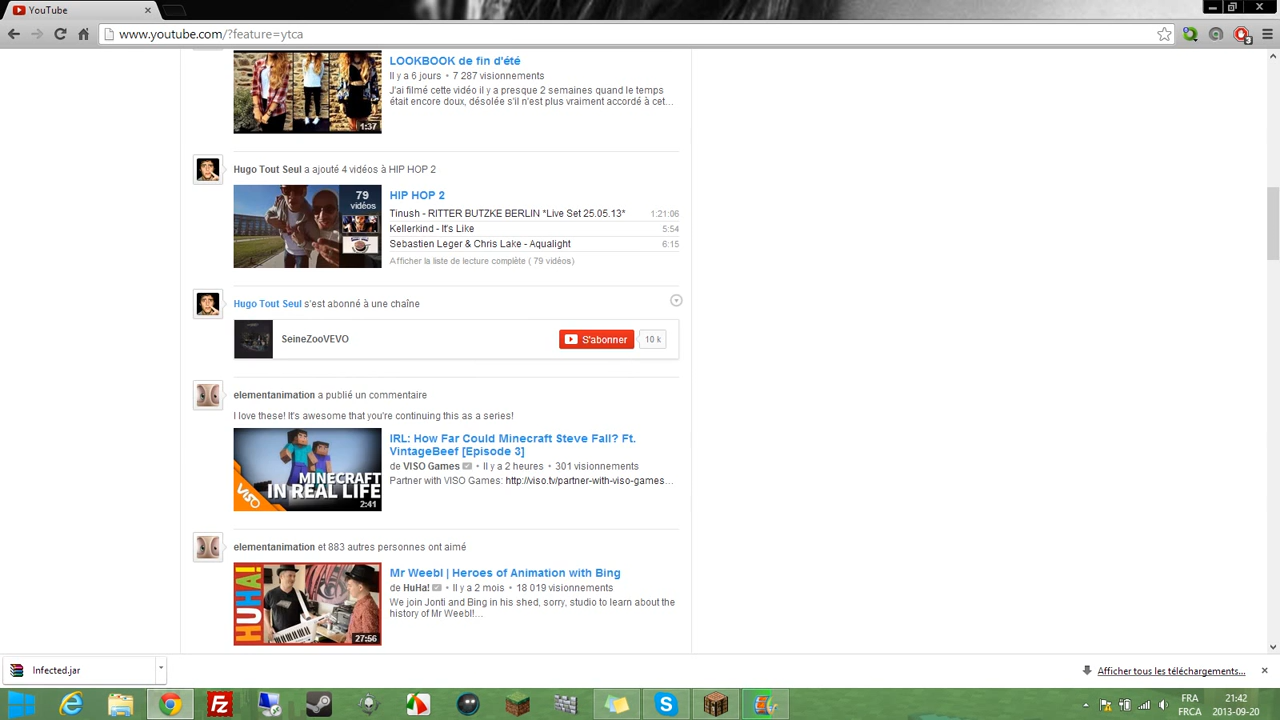 YouTube
www.youtube.com/?feature=ytca
3
LOOKBOOK de fin d'été
Il y a 6 jours • 7 287 visionnements
J'ai filmé cette vidéo il y a presque 2 semaines quand le temps
était encore doux, désolée s'il n'est plus vraiment accordé à cet...
1:37
Hugo Tout Seul a ajouté 4 vidéos à HIP HOP 2
79
vidéos
HIP HOP 2
Tinush - RITTER BUTZKE BERLIN *Live Set 25.05.13* 1:21:06
Kellerkind - It's Like 5:54
Sebastien Leger & Chris Lake - Aqualight 6:15
Afficher la liste de lecture complète ( 79 vidéos)
Hugo Tout Seul s'est abonné à une chaîne
SeineZooVEVO S'abonner 10 k
elementanimation a publié un commentaire
I love these! It's awesome that you're continuing this as a series!
MINECRAFT
IN REAL LIFE
VISO
2:41
IRL: How Far Could Minecraft Steve Fall? Ft.
VintageBeef [Episode 3]
de VISO Games • Il y a 2 heures • 301 visionnements
Partner with VISO Games: http://viso.tv/partner-with-viso-games...
elementanimation et 883 autres personnes ont aimé
HUHA!
27:56
Mr Weebl | Heroes of Animation with Bing
de HuHa! • Il y a 2 mois • 18 019 visionnements
We join Jonti and Bing in his shed, sorry, studio to learn about the
history of Mr Weebl!...
Infected.jar
Afficher tous les téléchargements...
FRA
FRCA
21:42
2013-09-20